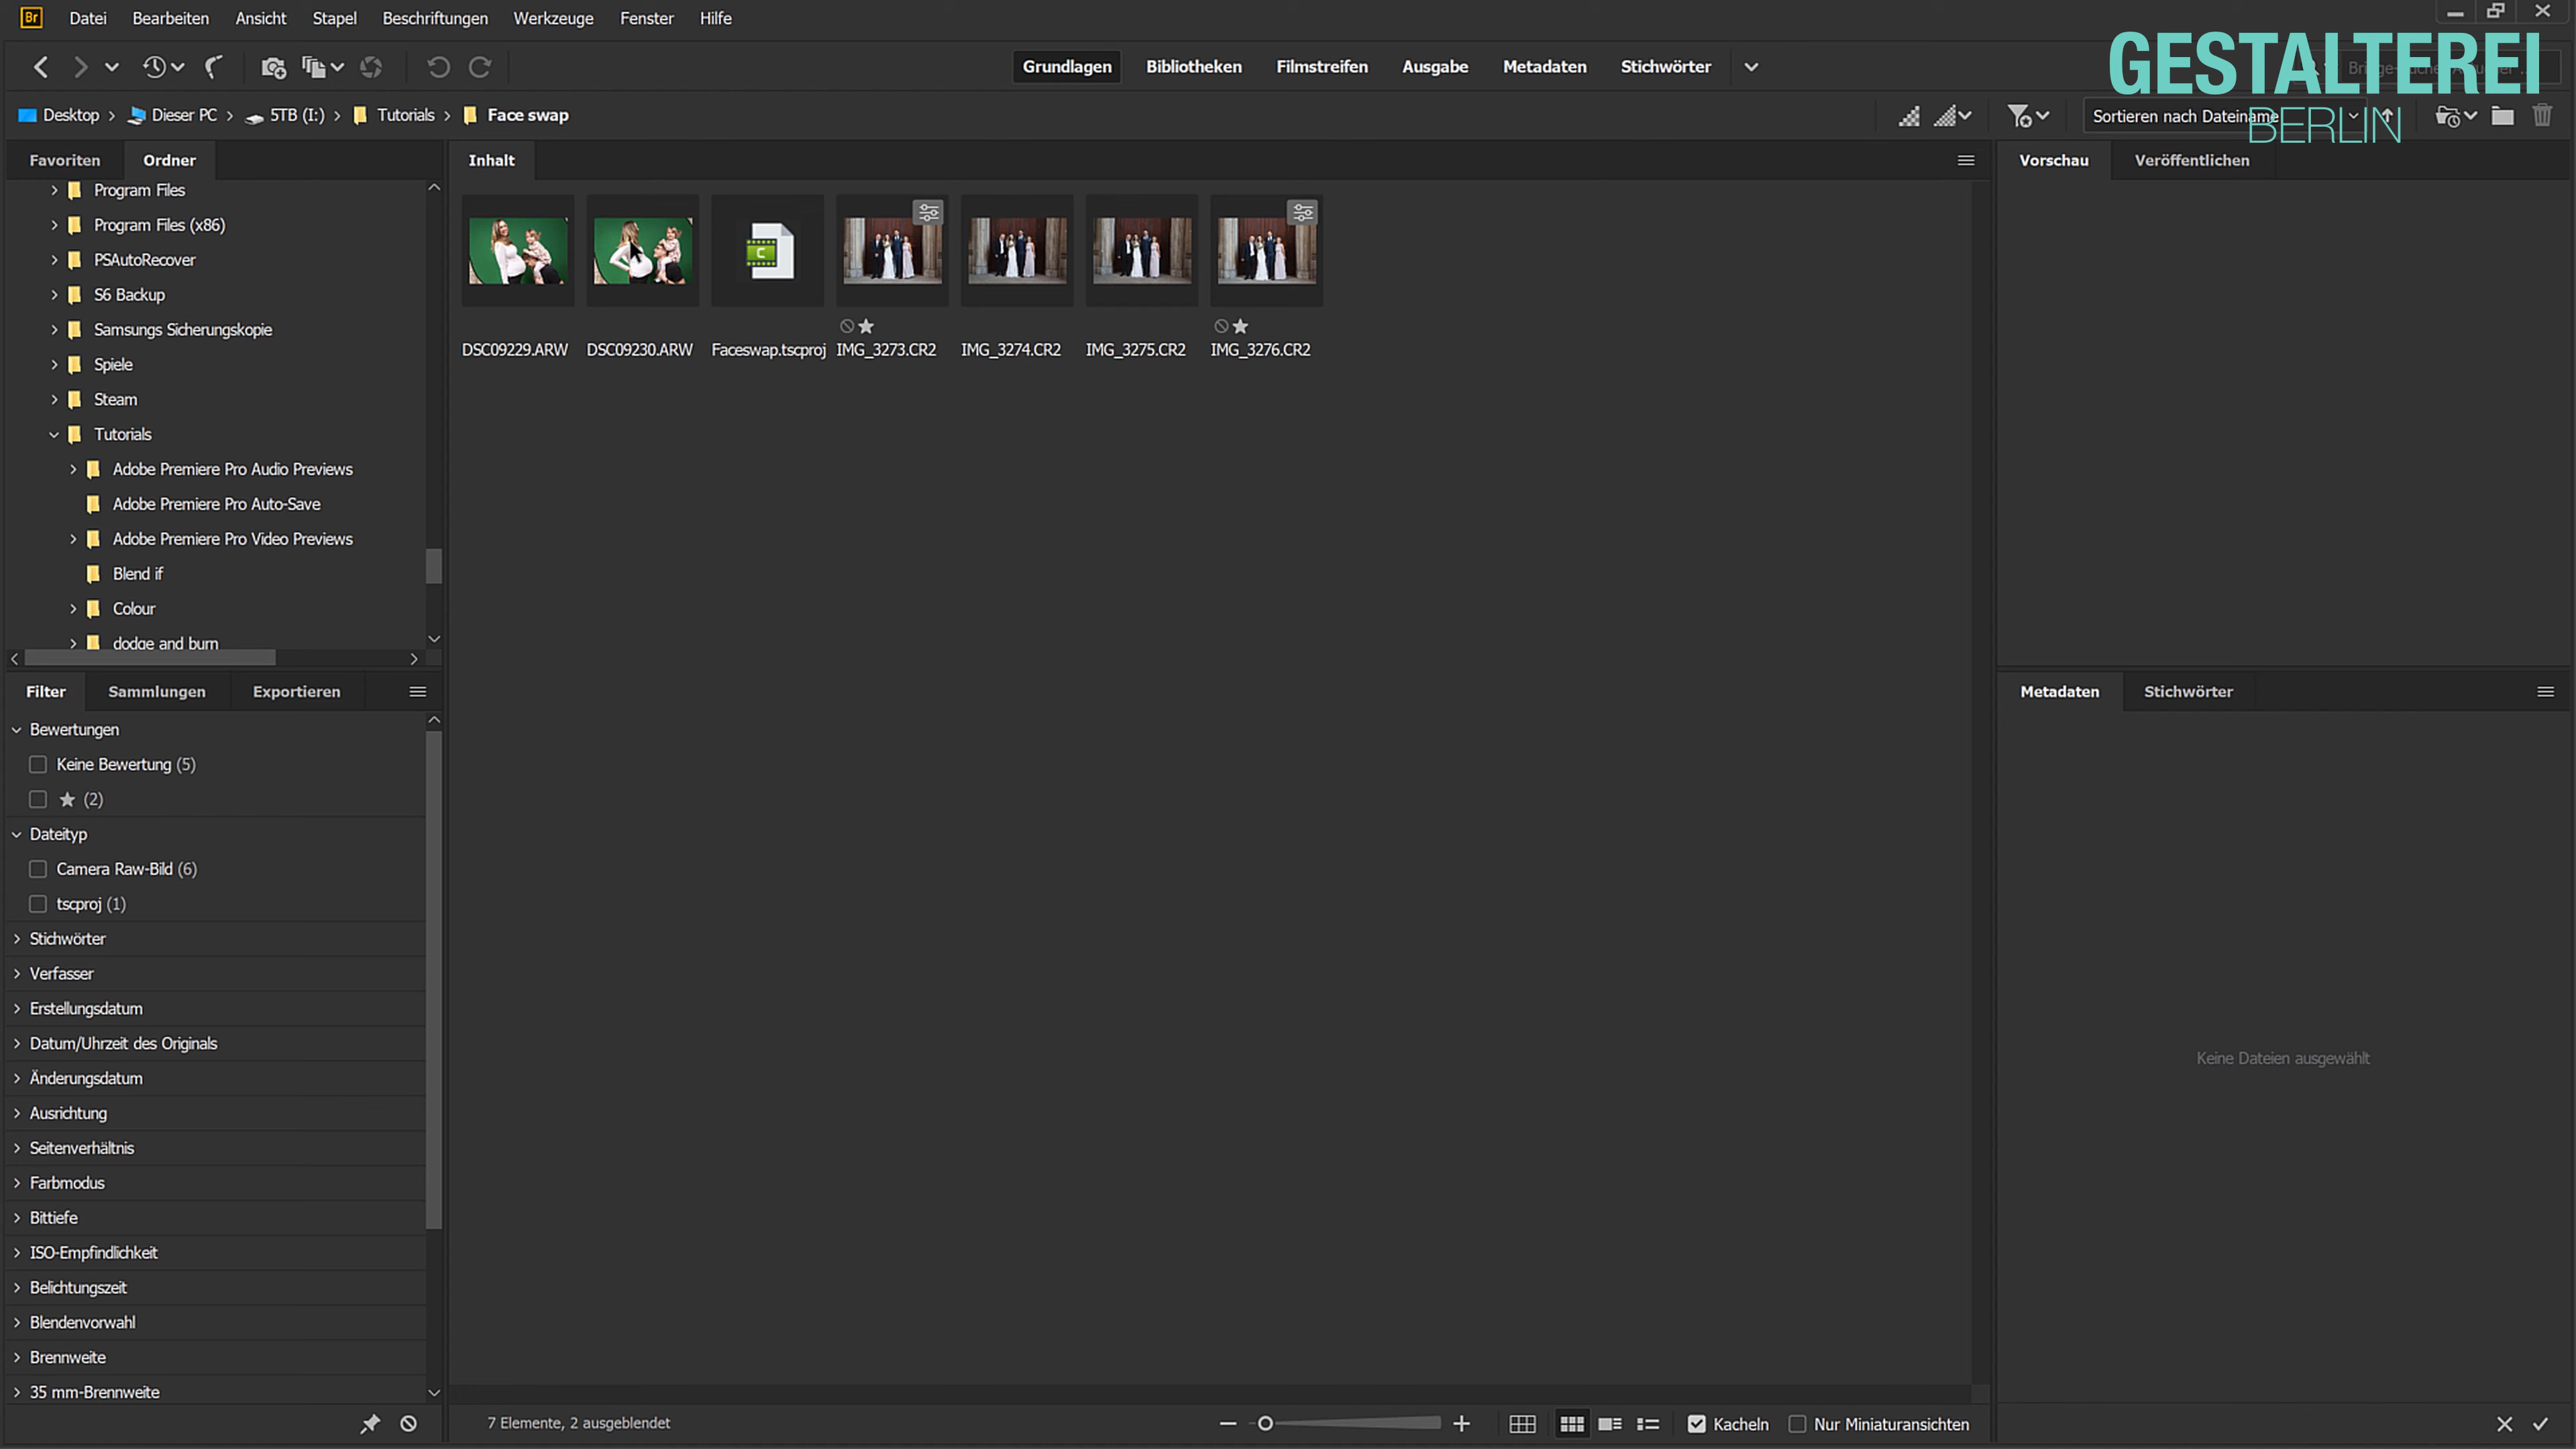 Br Datei Bearbeiten Ansicht Stapel Beschriftungen Werkzeuge Fenster Hilfe
GESTALTEREI
BERLIN
Grundlagen Bibliotheken Filmstreifen Ausgabe Metadaten Stichwörter
Desktop Dieser PC 5TB (I:) Tutorials Face swap
Sortieren nach Dateiname
Favoriten Ordner
Inhalt
Vorschau Veröffentlichen
Program Files
Program Files (x86)
PSAutoRecover
S6 Backup
Samsungs Sicherungskopie
Spiele
Steam
Tutorials
Adobe Premiere Pro Audio Previews
Adobe Premiere Pro Auto-Save
Adobe Premiere Pro Video Previews
Blend if
Colour
dodge and burn
C
DSC09229.ARW DSC09230.ARW Faceswap.tscproj IMG_3273.CR2 IMG_3274.CR2 IMG_3275.CR2 IMG_3276.CR2
Filter Sammlungen Exportieren
Bewertungen
Keine Bewertung (5)
★ (2)
Dateityp
Camera Raw-Bild (6)
tscproj (1)
Stichwörter
Verfasser
Erstellungsdatum
Datum/Uhrzeit des Originals
Änderungsdatum
Ausrichtung
Seitenverhältnis
Farbmodus
Bittiefe
ISO-Empfindlichkeit
Belichtungszeit
Blendenvorwahl
Brennweite
35 mm-Brennweite
Metadaten Stichwörter
Keine Dateien ausgewählt
7 Elemente, 2 ausgeblendet
Kacheln Nur Miniaturansichten